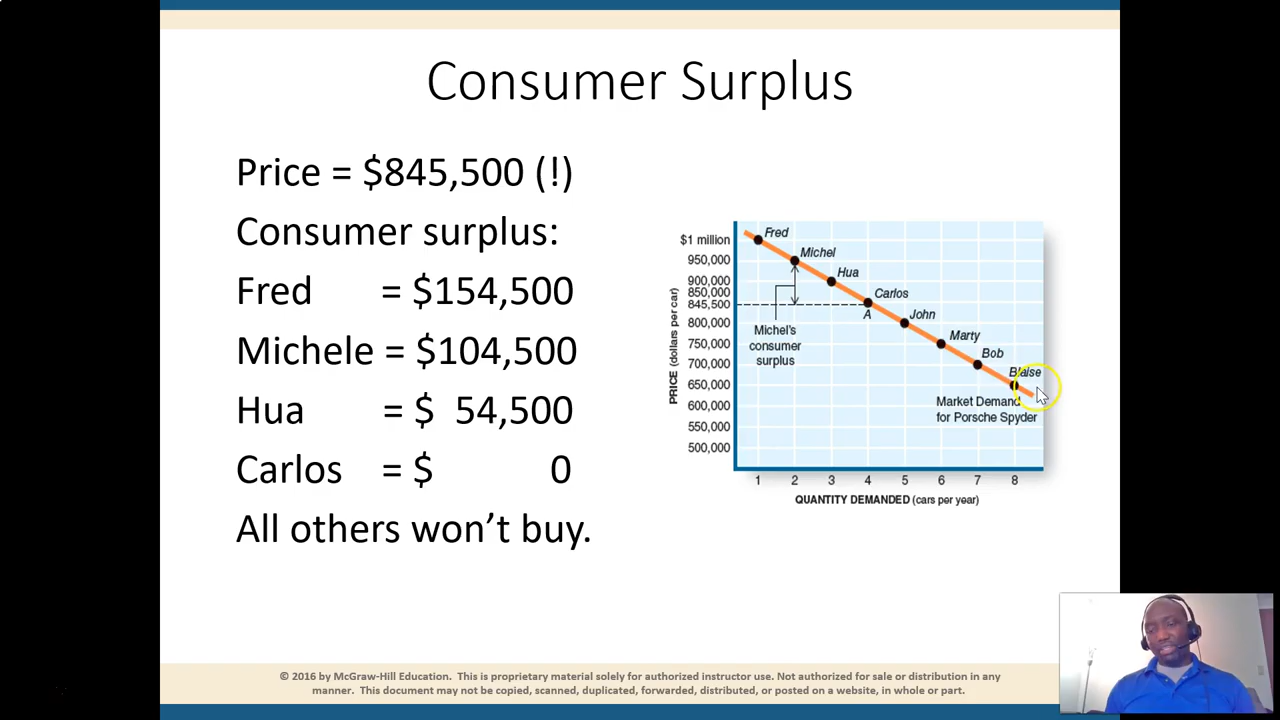 Consumer Surplus
Price = $845,500 (!)
Consumer surplus:
Fred = $154,500
Michele = $104,500
Hua = $ 54,500
Carlos = $ 0
All others won’t buy.
PRICE (dollars per car)
$1 million
950,000
900,000
850,000
845,500
800,000
750,000
700,000
650,000
600,000
550,000
500,000
Fred
Michel
Hua
Carlos
A
John
Marty
Bob
Blaise
Michel's
consumer
surplus
Market Demand
for Porsche Spyder
1 2 3 4 5 6 7 8
QUANTITY DEMANDED (cars per year)
© 2016 by McGraw-Hill Education. This is proprietary material solely for authorized instructor use. Not authorized for sale or distribution in any
manner. This document may not be copied, scanned, duplicated, forwarded, distributed, or posted on a website, in whole or part.